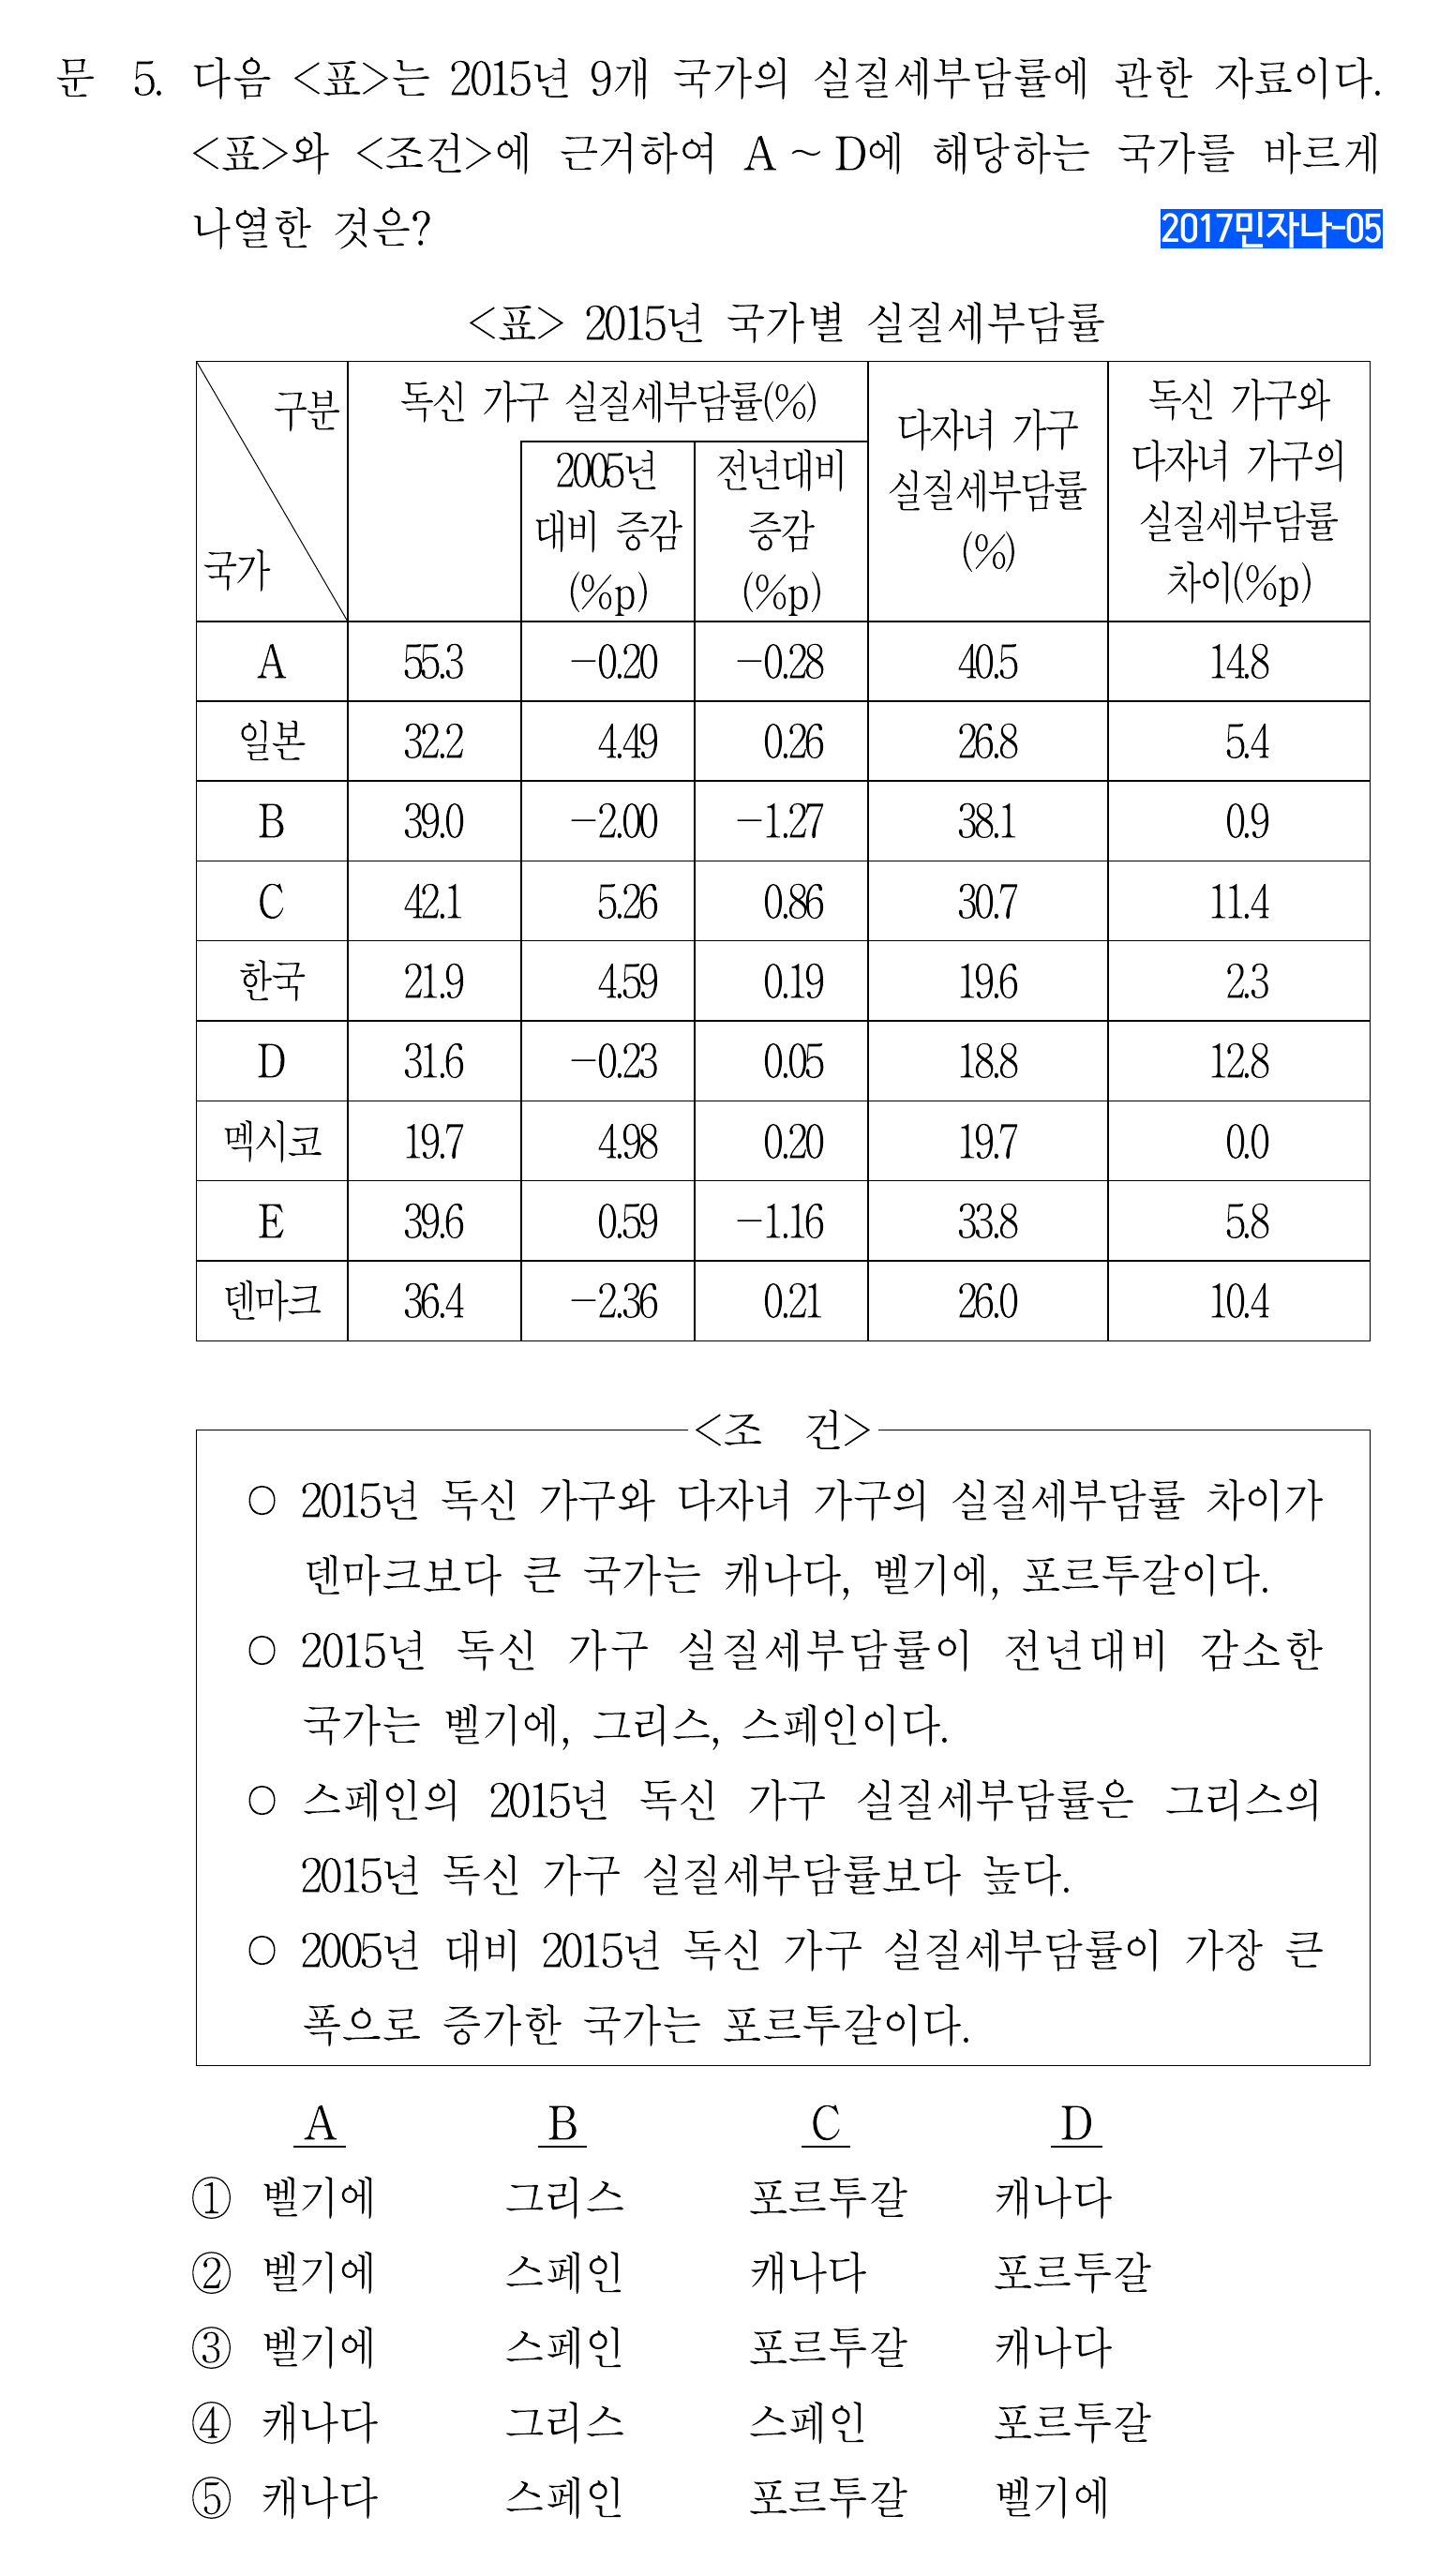 문 5. 다음 <표>는 2015년 9개 국가의 실질세부담률에 관한 자료이다.
<표>와 <조건>에 근거하여 A ~ D에 해당하는 국가를 바르게
나열한 것은?
2017민자나-05
<표> 2015년 국가별 실질세부담률
구분
국가
독신 가구 실질세부담률(%)
2005년
대비 증감
(%p)
전년대비
증감
(%p)
다자녀 가구
실질세부담률
(%)
독신 가구와
다자녀 가구의
실질세부담률
차이(%p)
A 55.3 −0.20 −0.28 40.5 14.8
일본 32.2 4.49 0.26 26.8 5.4
B 39.0 −2.00 −1.27 38.1 0.9
C 42.1 5.26 0.86 30.7 11.4
한국 21.9 4.59 0.19 19.6 2.3
D 31.6 −0.23 0.05 18.8 12.8
멕시코 19.7 4.98 0.20 19.7 0.0
E 39.6 0.59 −1.16 33.8 5.8
덴마크 36.4 −2.36 0.21 26.0 10.4
<조 건>
○ 2015년 독신 가구와 다자녀 가구의 실질세부담률 차이가
덴마크보다 큰 국가는 캐나다, 벨기에, 포르투갈이다.
○ 2015년 독신 가구 실질세부담률이 전년대비 감소한
국가는 벨기에, 그리스, 스페인이다.
○ 스페인의 2015년 독신 가구 실질세부담률은 그리스의
2015년 독신 가구 실질세부담률보다 높다.
○ 2005년 대비 2015년 독신 가구 실질세부담률이 가장 큰
폭으로 증가한 국가는 포르투갈이다.
A B C D
① 벨기에 그리스 포르투갈 캐나다
② 벨기에 스페인 캐나다 포르투갈
③ 벨기에 스페인 포르투갈 캐나다
④ 캐나다 그리스 스페인 포르투갈
⑤ 캐나다 스페인 포르투갈 벨기에